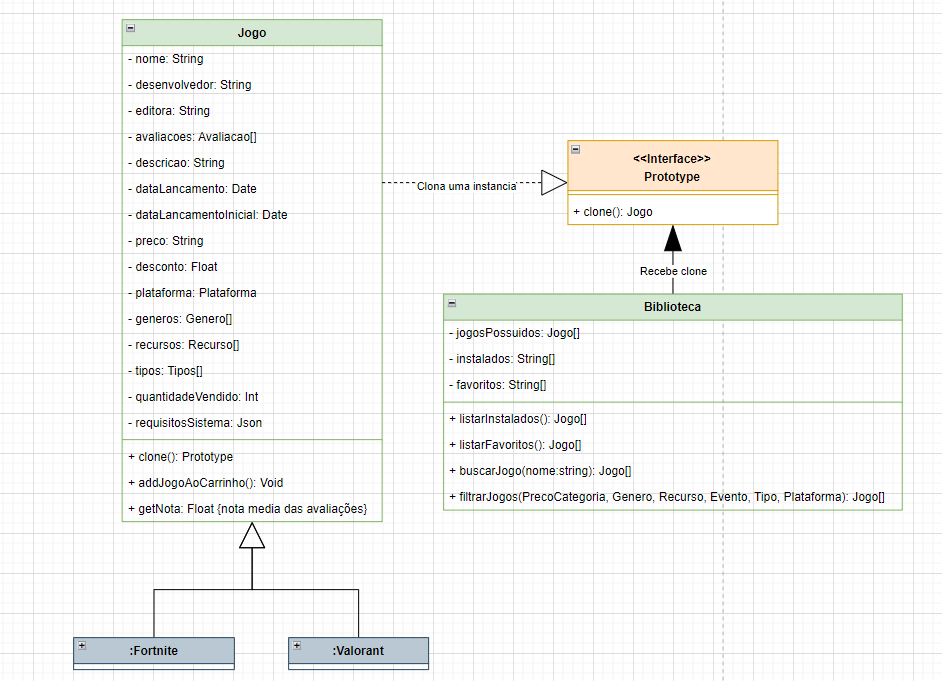 Jogo
- nome: String
- desenvolvedor: String
- editora: String
- avaliacoes: Avaliacao[]
- descricao: String
- dataLancamento: Date
- dataLancamentoInicial: Date
- preco: String
- desconto: Float
- plataforma: Plataforma
- generos: Genero[]
- recursos: Recurso[]
- tipos: Tipos[]
- quantidadeVendido: Int
- requisitosSistema: Json
+ clone(): Prototype
+ addJogoAoCarrinho(): Void
+ getNota: Float {nota media das avaliações}
Clona uma instancia
<<Interface>>
Prototype
+ clone(): Jogo
Recebe clone
Biblioteca
- jogosPossuidos: Jogo[]
- instalados: String[]
- favoritos: String[]
+ listarInstalados(): Jogo[]
+ listarFavoritos(): Jogo[]
+ buscarJogo(nome:string): Jogo[]
+ filtrarJogos(PrecoCategoria, Genero, Recurso, Evento, Tipo, Plataforma): Jogo[]
:Fortnite
:Valorant